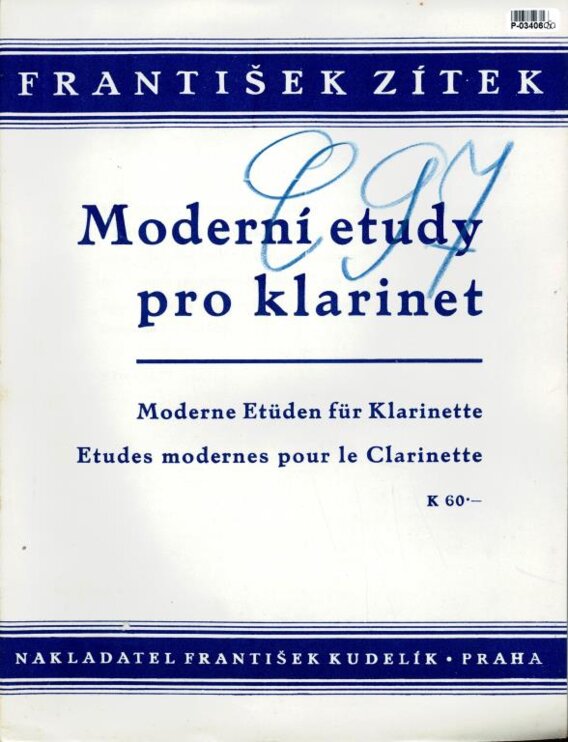 FRANTIŠEK ZÍTEK
C 97
Moderní etudy
pro klarinet
Moderne Etüden für Klarinette
Etudes modernes pour le Clarinette
K 60·—
NAKLADATEL FRANTIŠEK KUDELÍK • PRAHA